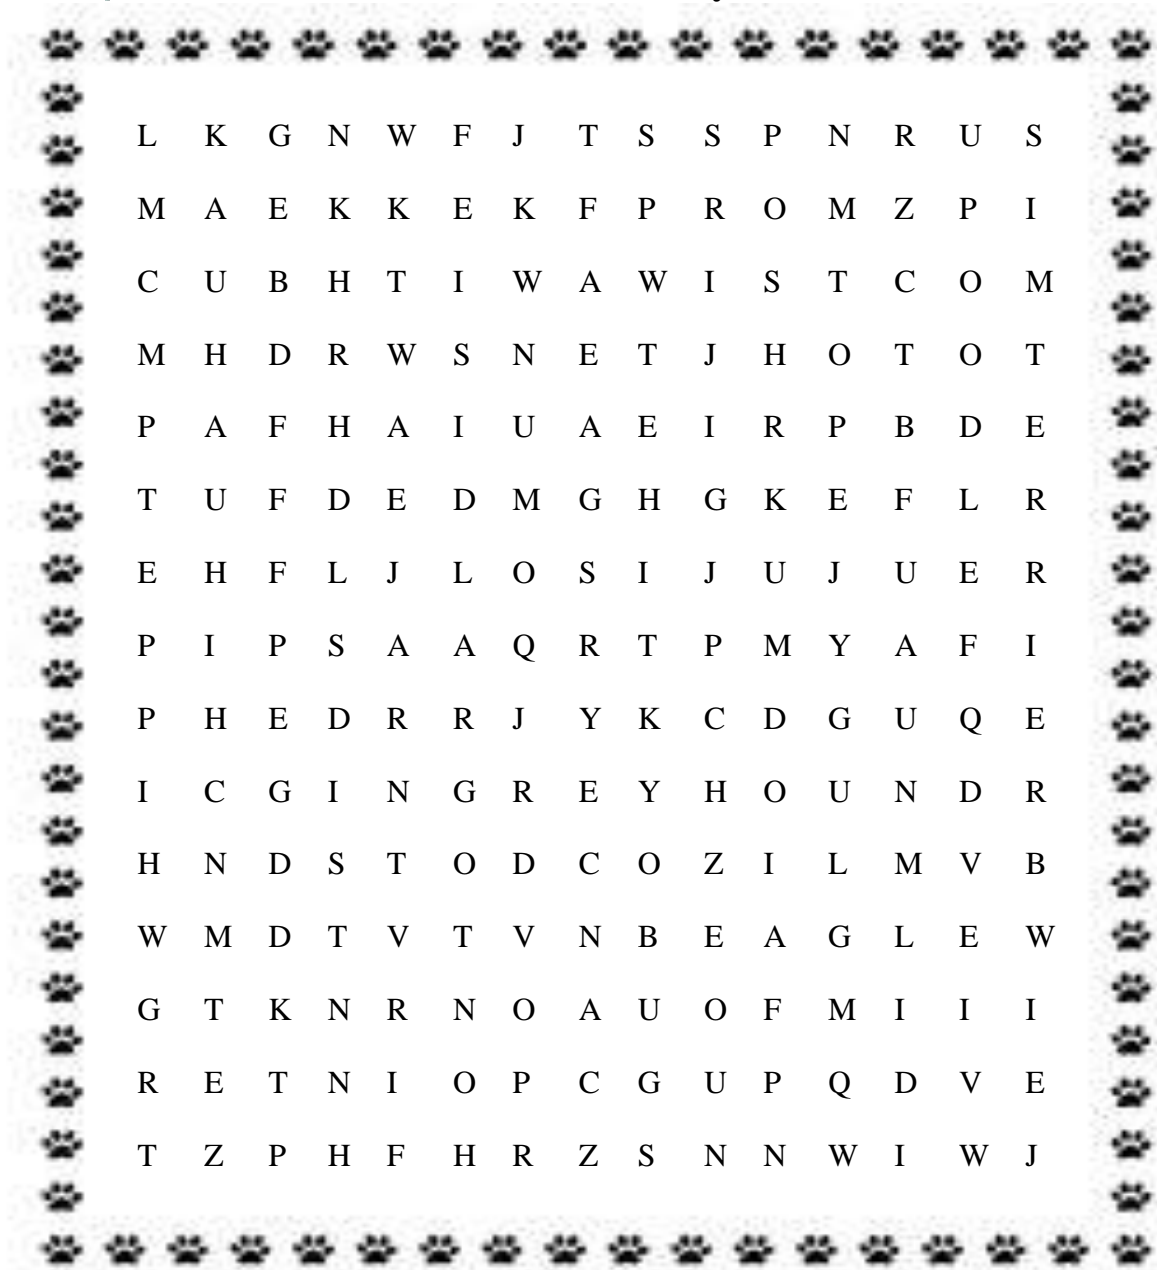 L K G N W F J T S S P N R U S
M A E K K E K F P R O M Z P I
C U B H T I W A W I S T C O M
M H D R W S N E T J H O T O T
P A F H A I U A E I R P B D E
T U F D E D M G H G K E F L R
E H F L J L O S I J U J U E R
P I P S A A Q R T P M Y A F I
P H E D R R J Y K C D G U Q E
I C G I N G R E Y H O U N D R
H N D S T O D C O Z I L M V B
W M D T V T V N B E A G L E W
G T K N R N O A U O F M I I I
R E T N I O P C G U P Q D V E
T Z P H F H R Z S N N W I W J